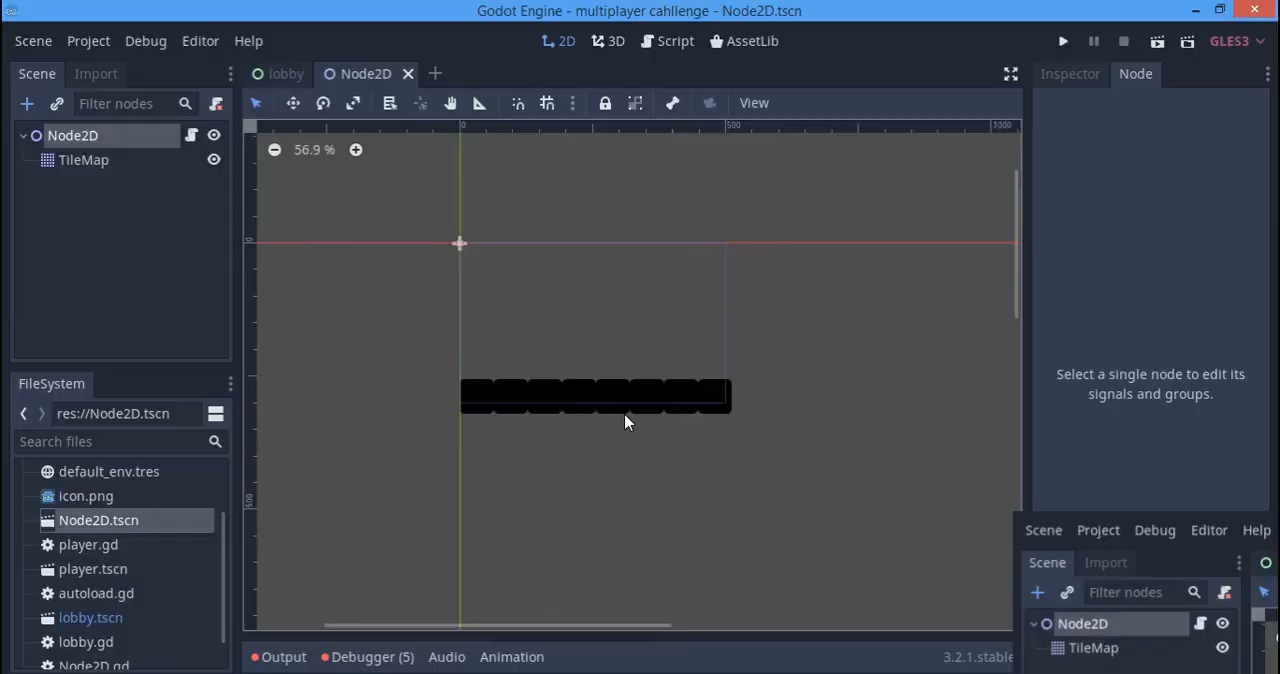 Godot Engine - multiplayer cahllenge - Node2D.tscn
Scene Project Debug Editor Help
2D 3D Script AssetLib
GLES3
Scene Import
lobby Node2D
Inspector Node
Filter nodes
View
0 500 1000
Node2D
56.9 %
TileMap
0
Select a single node to edit its
signals and groups.
FileSystem
res://Node2D.tscn
Search files
default_env.tres
icon.png
500
Node2D.tscn
player.gd
player.tscn
autoload.gd
lobby.tscn
lobby.gd
Node2D.gd
Output Debugger (5) Audio Animation
3.2.1.stable
Scene Project Debug Editor Help
Scene Import
Filter nodes
Node2D
TileMap